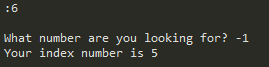 :6
What number are you looking for? -1
Your index number is 5